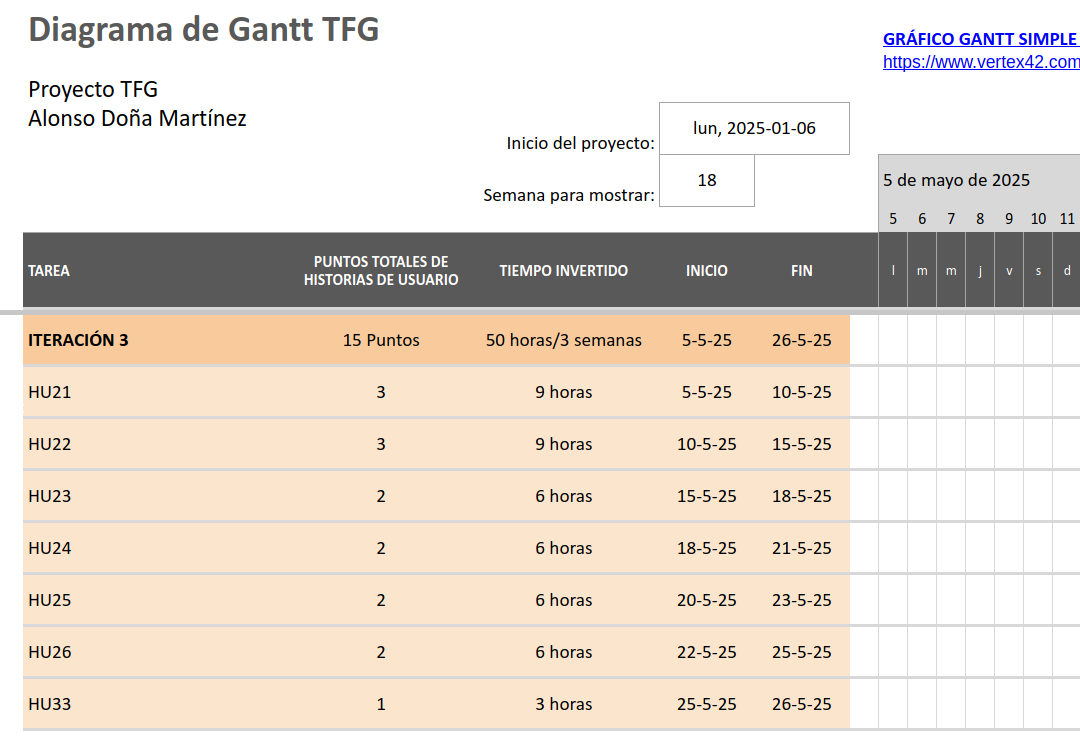 Diagrama de Gantt TFG
GRÁFICO GANTT SIMPLE
https://www.vertex42.com
Proyecto TFG
Alonso Doña Martínez
Inicio del proyecto: lun, 2025-01-06
Semana para mostrar: 18
5 de mayo de 2025
5 6 7 8 9 10 11
TAREA PUNTOS TOTALES DE HISTORIAS DE USUARIO TIEMPO INVERTIDO INICIO FIN l m m j v s d
ITERACIÓN 3 15 Puntos 50 horas/3 semanas 5-5-25 26-5-25
HU21 3 9 horas 5-5-25 10-5-25
HU22 3 9 horas 10-5-25 15-5-25
HU23 2 6 horas 15-5-25 18-5-25
HU24 2 6 horas 18-5-25 21-5-25
HU25 2 6 horas 20-5-25 23-5-25
HU26 2 6 horas 22-5-25 25-5-25
HU33 1 3 horas 25-5-25 26-5-25